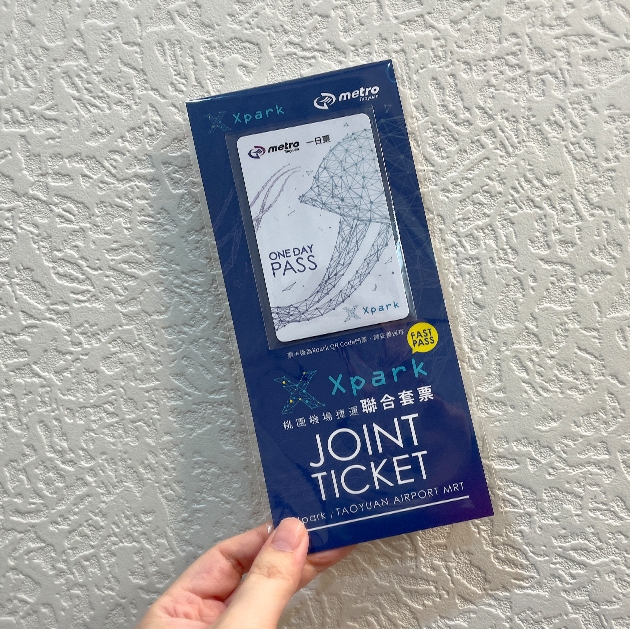 Xpark
metro
TAOYUAN
metro 一日票
ONE DAY
PASS
Xpark
FAST
PASS
Xpark
桃園機場捷運聯合套票
JOINT
TICKET
Xpark | TAOYUAN AIRPORT MRT